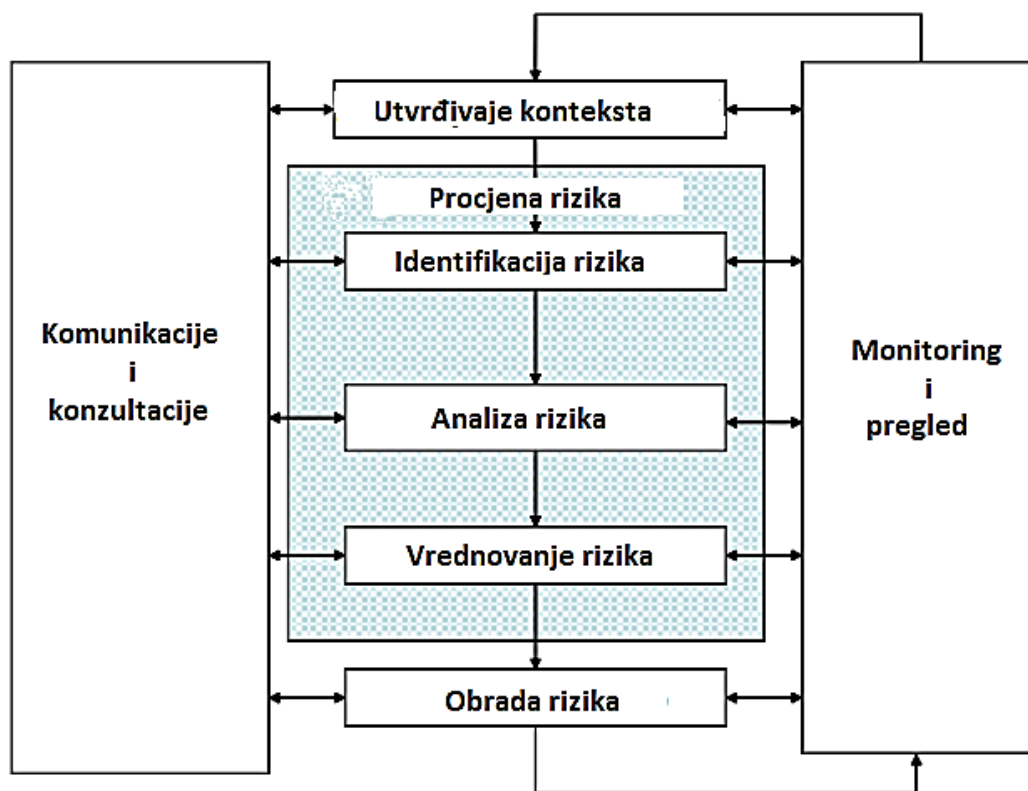 Utvrđivaje konteksta
Procjena rizika
Identifikacija rizika
Komunikacije
i
konzultacije
Analiza rizika
Monitoring
i
pregled
Vrednovanje rizika
Obrada rizika